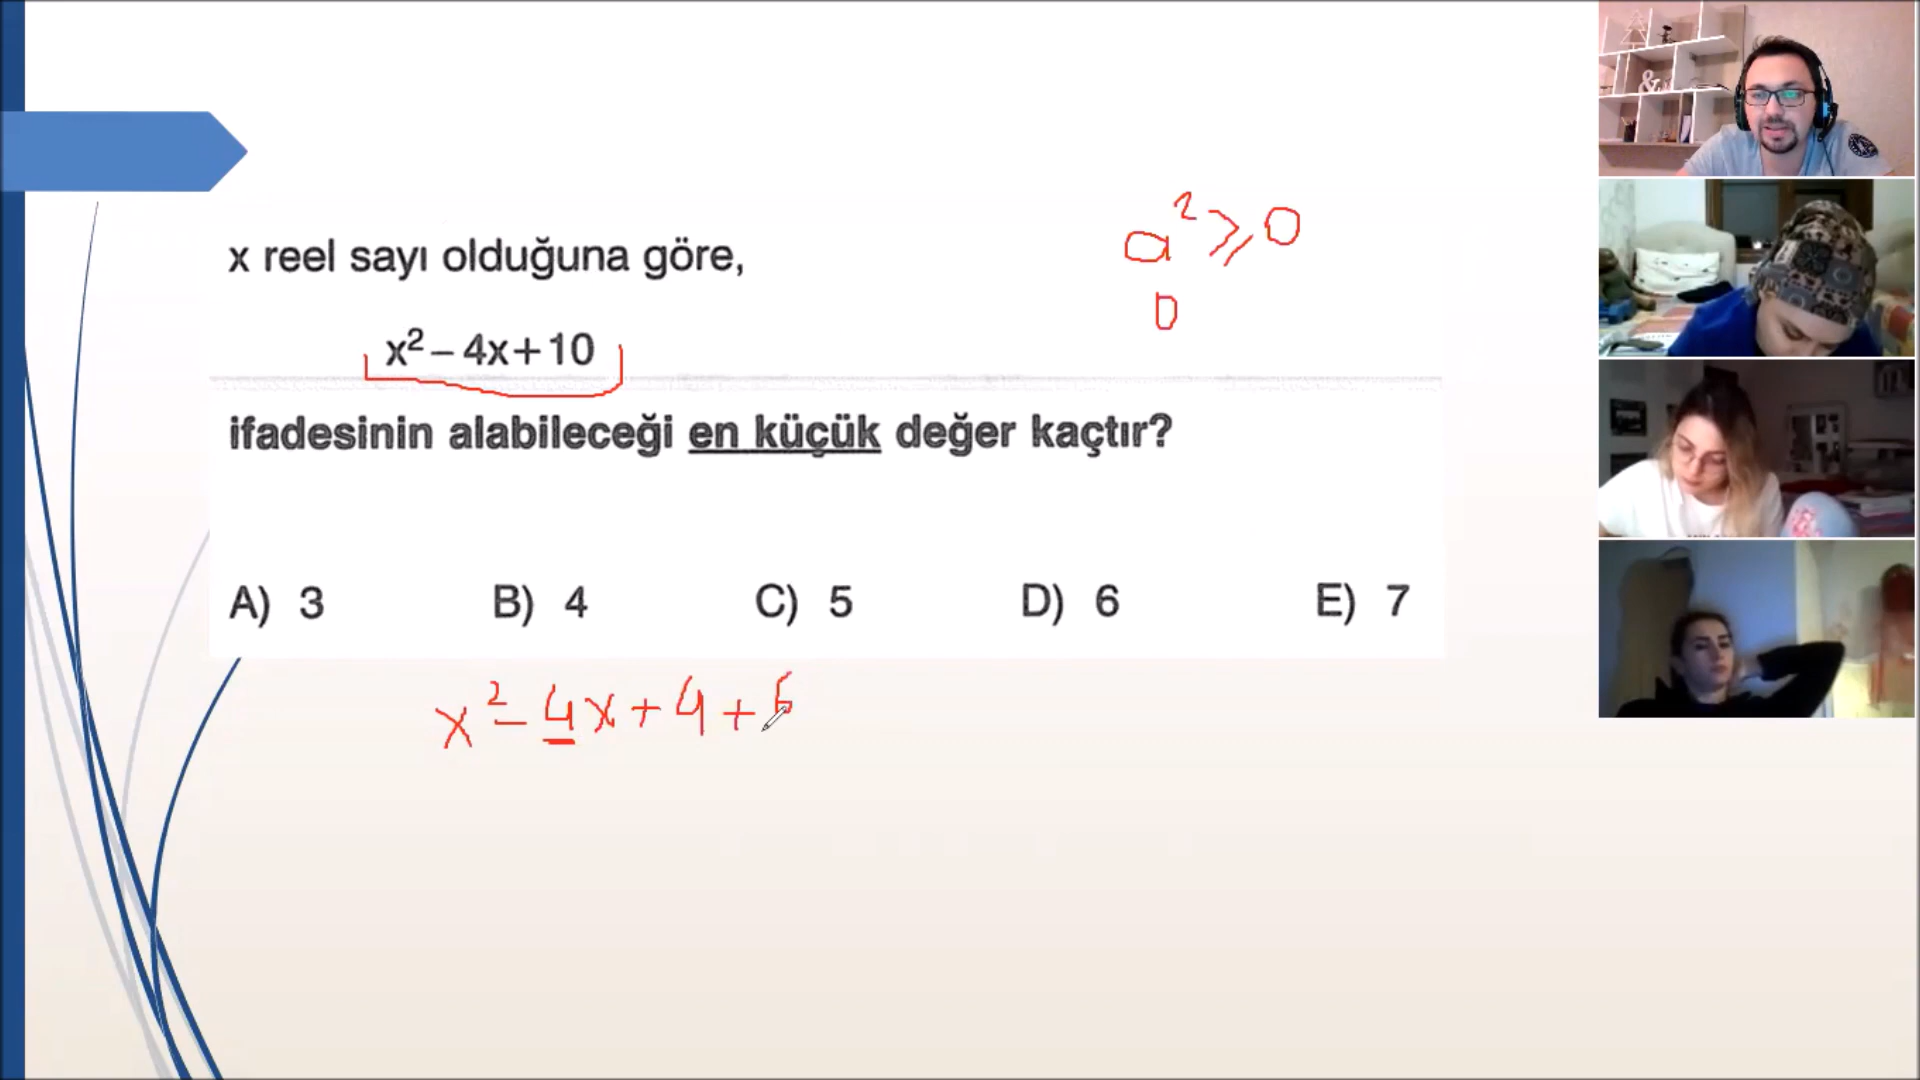 x reel sayı olduğuna göre,
a² ⩾ 0
0
x² – 4x + 10
ifadesinin alabileceği en küçük değer kaçtır?
A) 3 B) 4 C) 5 D) 6 E) 7
x² - 4x + 4 + 6